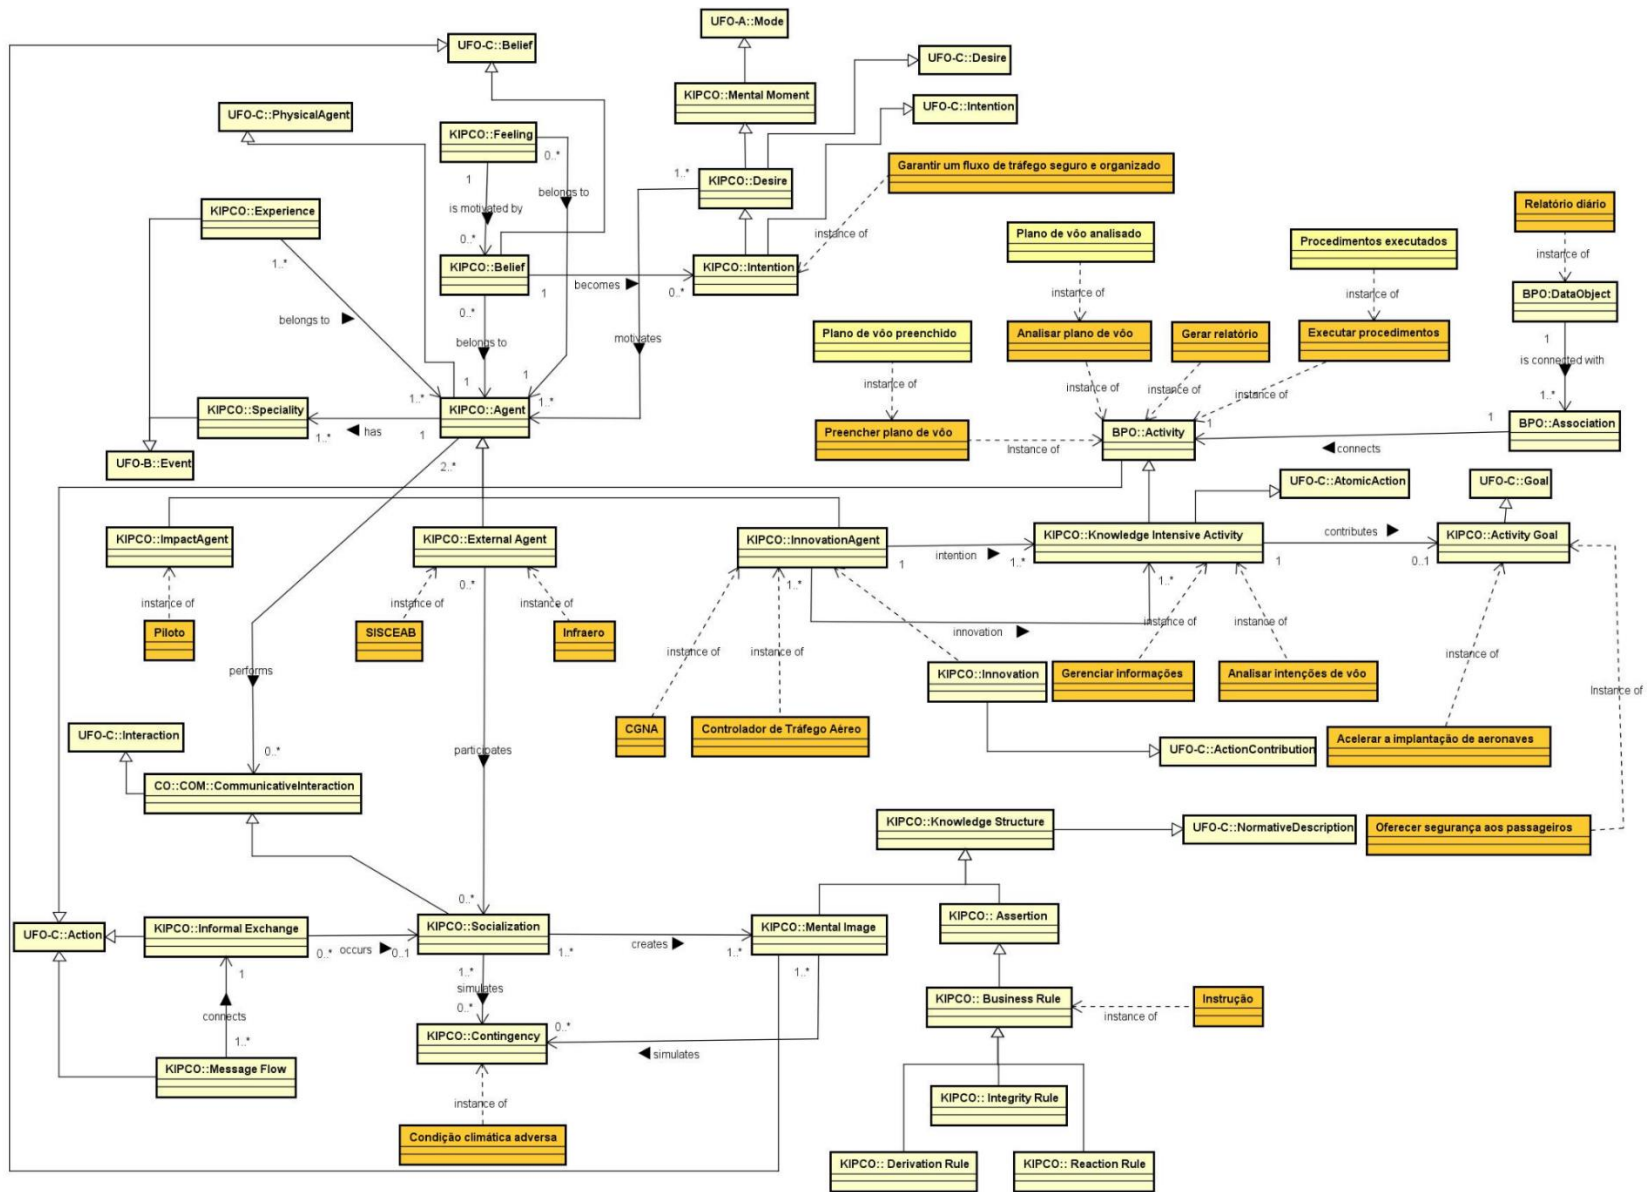 UFO-A::Mode
UFO-C::Belief
UFO-C::Desire
KIPCO::Mental Moment
UFO-C::Intention
UFO-C::PhysicalAgent
KIPCO::Feeling
0..*
1
Garantir um fluxo de tráfego seguro e organizado
1..*
KIPCO::Desire
belongs to
is motivated by
KIPCO::Experience
Relatório diário
instance of
Plano de vôo analisado
Procedimentos executados
instance of
0..*
1..*
KIPCO::Belief
KIPCO::Intention
becomes
1
0..*
0..*
instance of
instance of
BPO:DataObject
belongs to
Plano de vôo preenchido
Analisar plano de vôo
Gerar relatório
Executar procedimentos
1
motivates
belongs to
is connected with
instance of
instance of
instance of
instance of
1
1
1..*
1..*
1..*
KIPCO::Speciality
KIPCO::Agent
1
1
BPO::Association
Preencher plano de vôo
Instance of
BPO::Activity
connects
1..*
has
1
2..*
UFO-B::Event
UFO-C::AtomicAction
UFO-C::Goal
KIPCO::ImpactAgent
KIPCO::External Agent
KIPCO::InnovationAgent
intention
KIPCO::Knowledge Intensive Activity
contributes
KIPCO::Activity Goal
1
1..*
1
0..1
0..*
1..*
1..*
instance of
instance of
instance of
Piloto
SISCEAB
Infraero
innovation
instance of
instance of
instance of
instance of
instance of
performs
KIPCO::Innovation
Gerenciar informações
Analisar intenções de vôo
Instance of
CGNA
Controlador de Tráfego Aéreo
UFO-C::Interaction
participates
UFO-C::ActionContribution
Acelerar a implantação de aeronaves
0..*
CO::COM::CommunicativeInteraction
KIPCO::Knowledge Structure
UFO-C::NormativeDescription
Oferecer segurança aos passageiros
0..*
UFO-C::Action
KIPCO::Informal Exchange
KIPCO::Socialization
KIPCO::Mental Image
KIPCO:: Assertion
0..*
occurs
0..1
1..*
creates
1..*
1
1..*
1..*
simulates
connects
0..*
0..*
KIPCO:: Business Rule
Instrução
instance of
1..*
KIPCO::Contingency
simulates
KIPCO::Message Flow
instance of
KIPCO:: Integrity Rule
Condição climática adversa
KIPCO:: Derivation Rule
KIPCO:: Reaction Rule